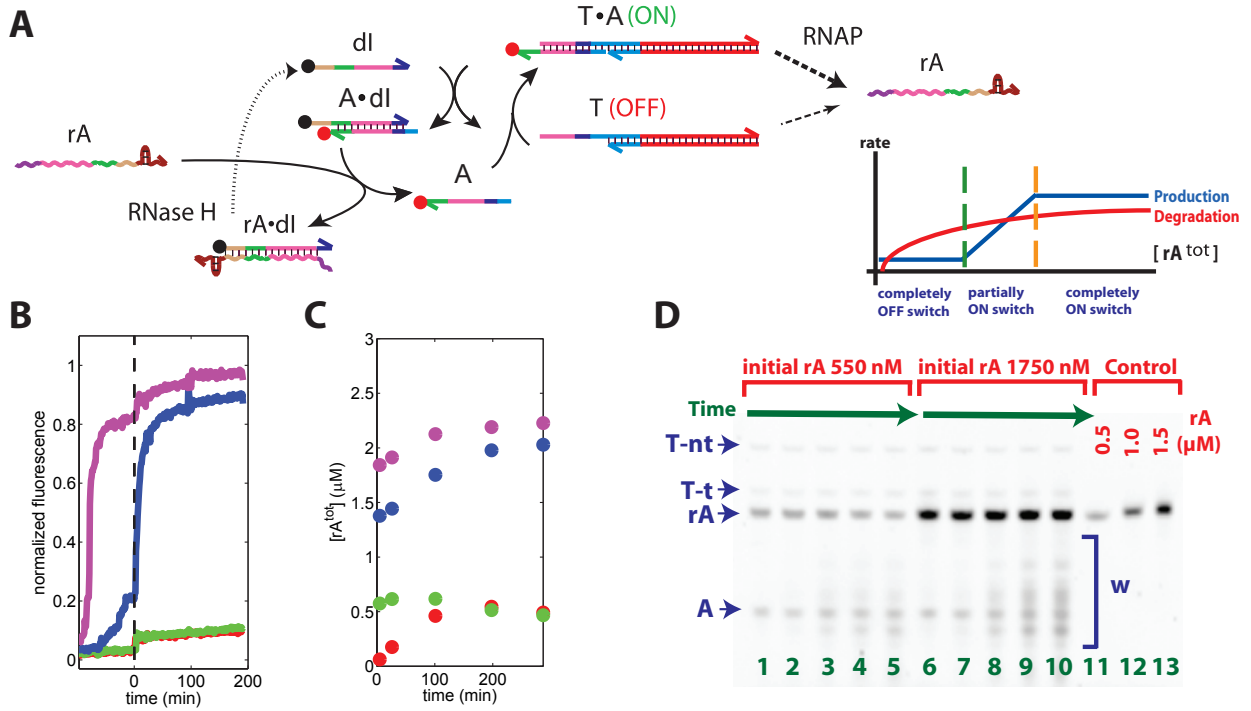 A
dI
A•dI
rA
RNase H
rA•dI
A
T•A (ON)
T (OFF)
RNAP
rA
rate
Production
Degradation
[ rA tot ]
completely OFF switch
partially ON switch
completely ON switch
B
normalized fluorescence
1
0.8
0.6
0.4
0.2
0
0
100
200
time (min)
C
[rA tot] (μM)
3
2.5
2
1.5
1
0.5
0
0
100
200
time (min)
D
initial rA 550 nM
initial rA 1750 nM
Control
Time
rA
(μM)
0.5
1.0
1.5
T-nt
T-t
rA
A
w
1 2 3 4 5 6 7 8 9 10 11 12 13